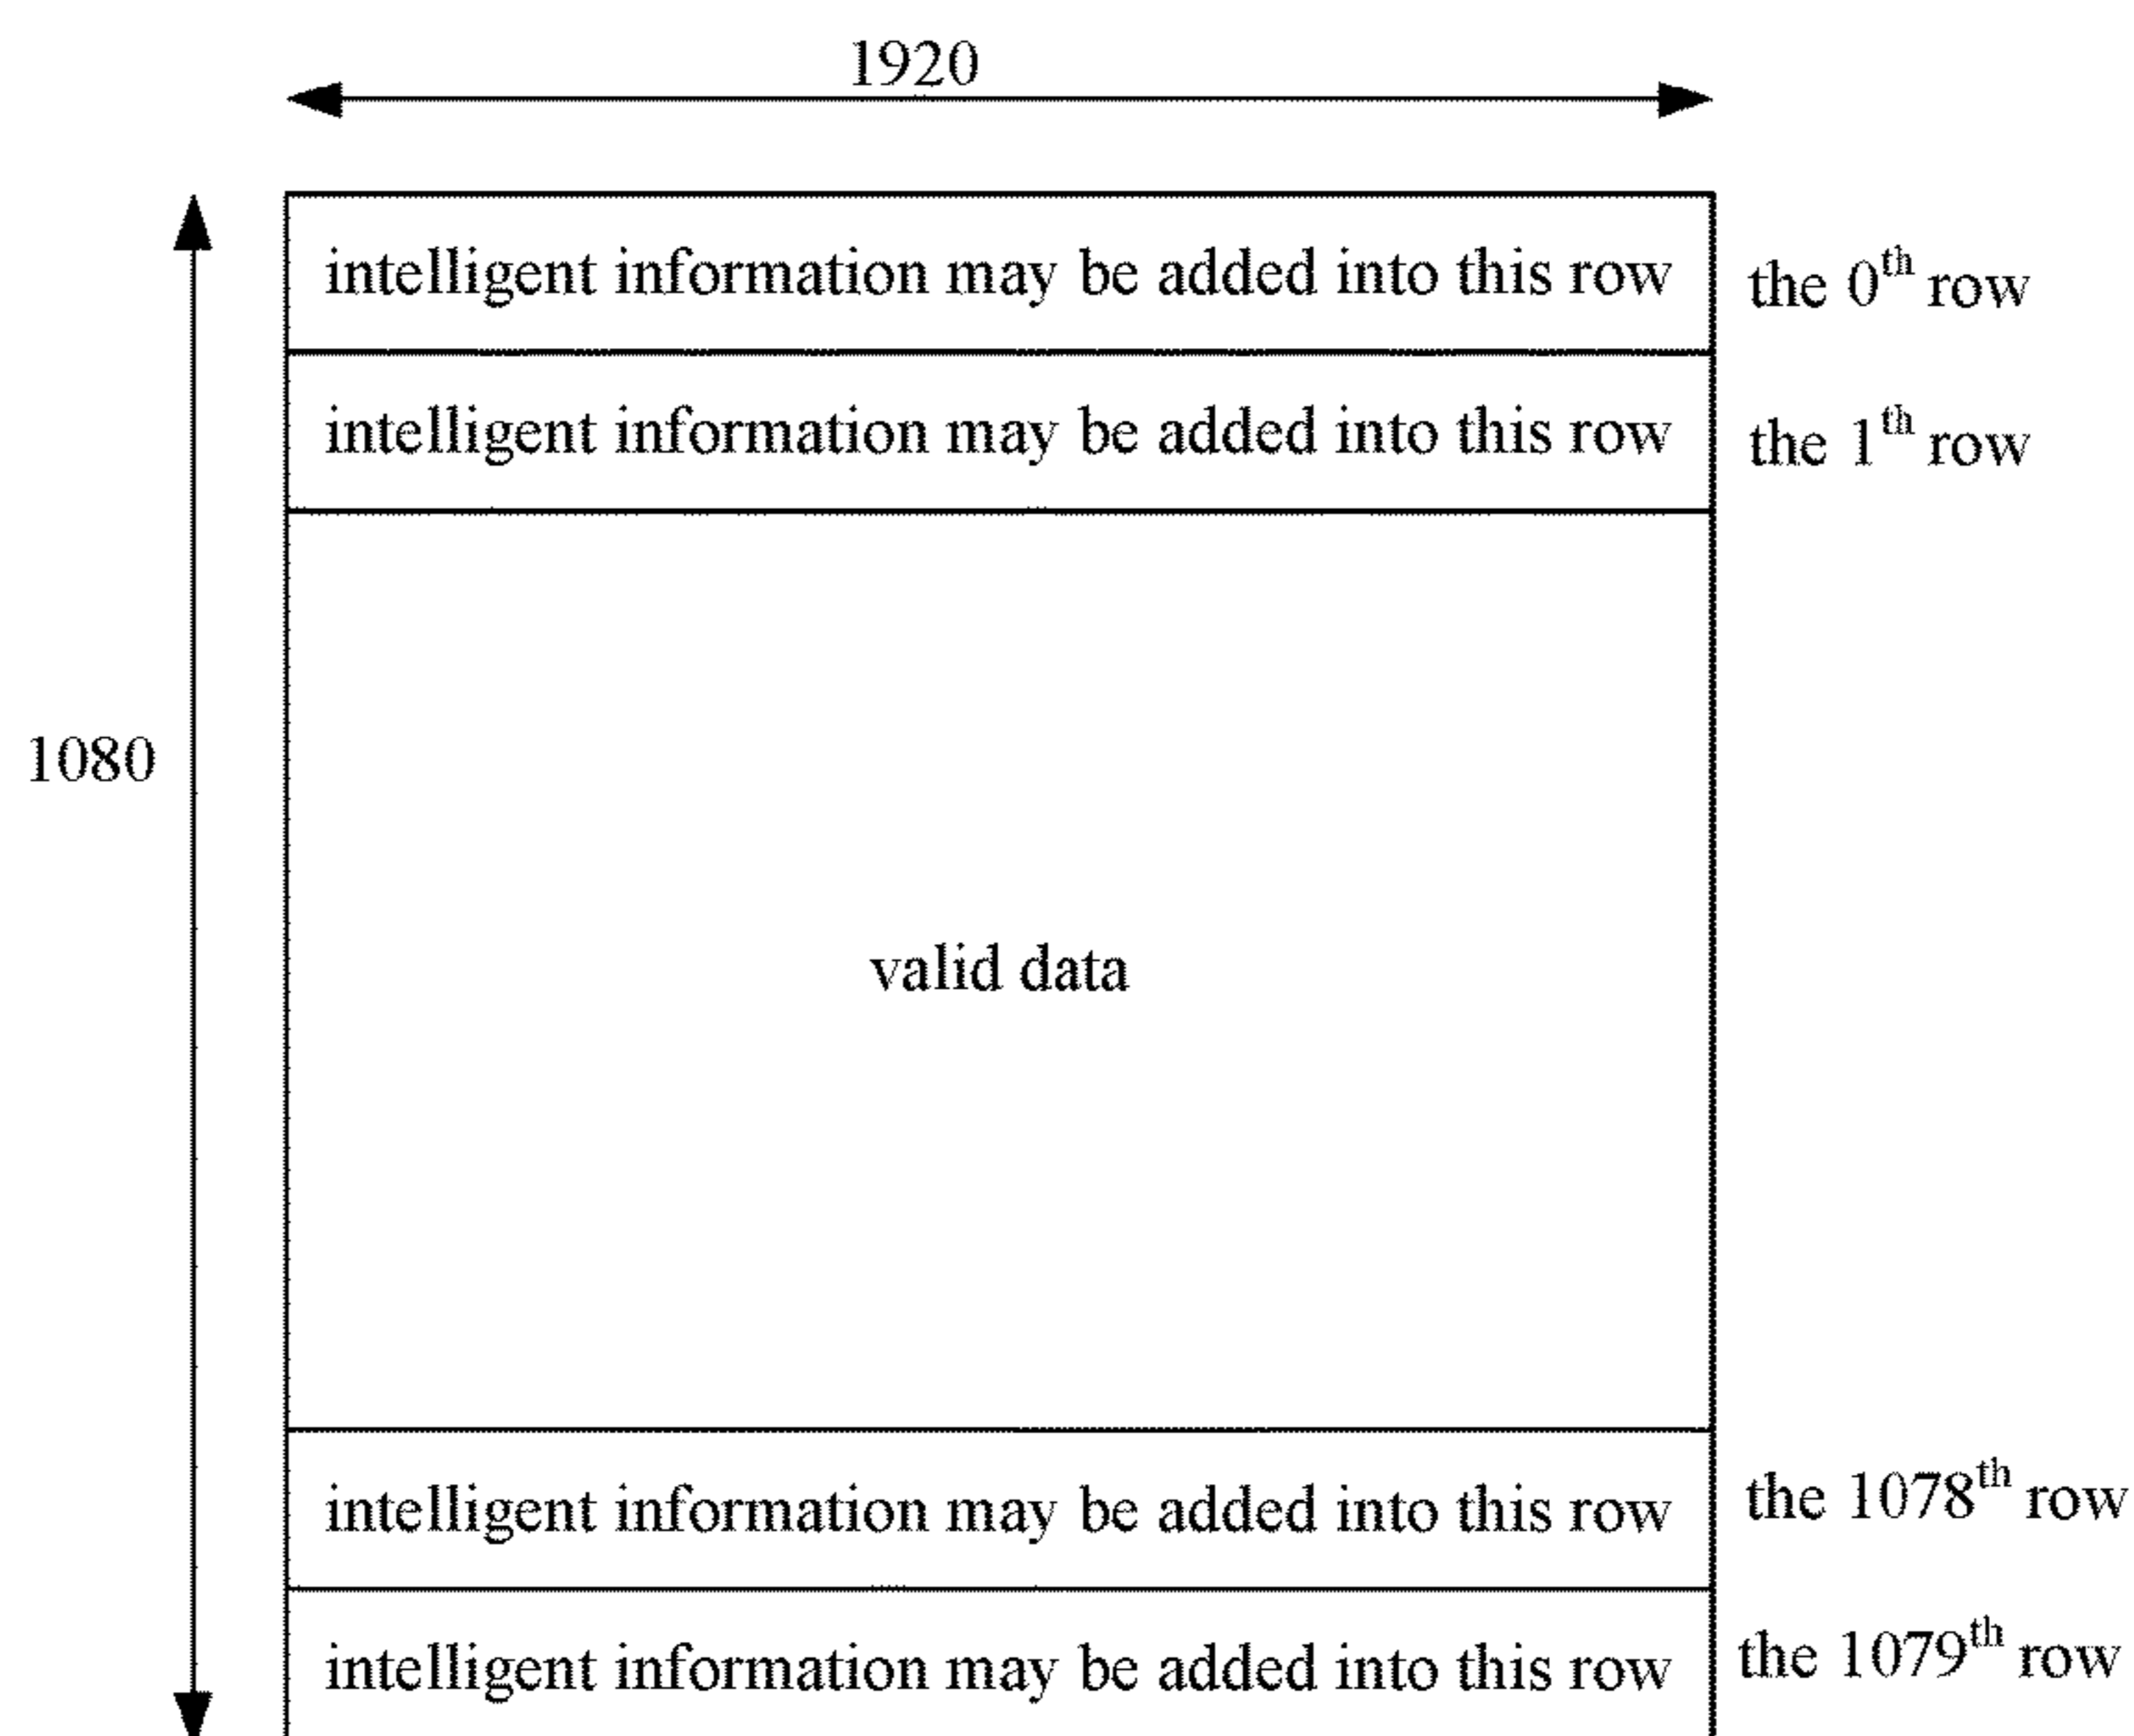 1920
intelligent information may be added into this row the 0th row
intelligent information may be added into this row the 1th row
1080
valid data
intelligent information may be added into this row the 1078th row
intelligent information may be added into this row the 1079th row